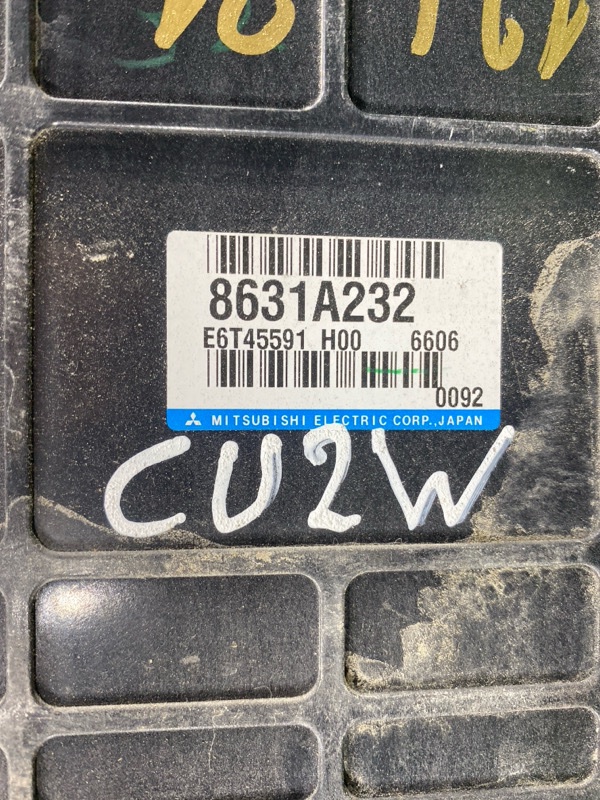 8631A232
E6T45591 H00 6606
0092
MITSUBISHI ELECTRIC CORP., JAPAN
CU2W